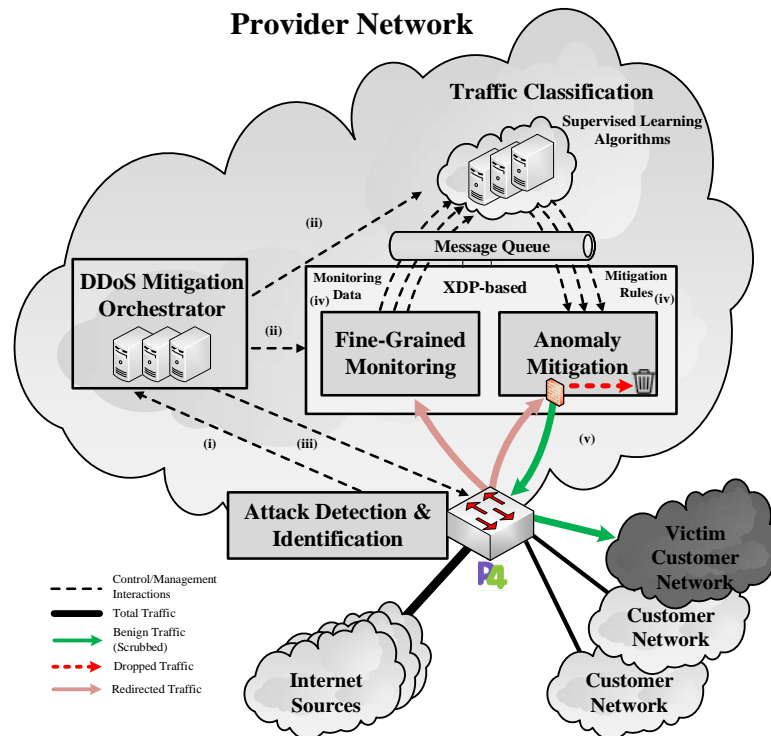 Provider Network
Traffic Classification
Supervised Learning
Algorithms
(ii)
Message Queue
DDoS Mitigation
Orchestrator
Monitoring
Data
(iv)
XDP-based
Mitigation
Rules
(iv)
(ii)
Fine-Grained
Monitoring
Anomaly
Mitigation
(i)
(iii)
(v)
Attack Detection &
Identification
P4
Victim
Customer
Network
Customer
Network
Customer
Network
Internet
Sources
Control/Management
Interactions
Total Traffic
Benign Traffic
(Scrubbed)
Dropped Traffic
Redirected Traffic